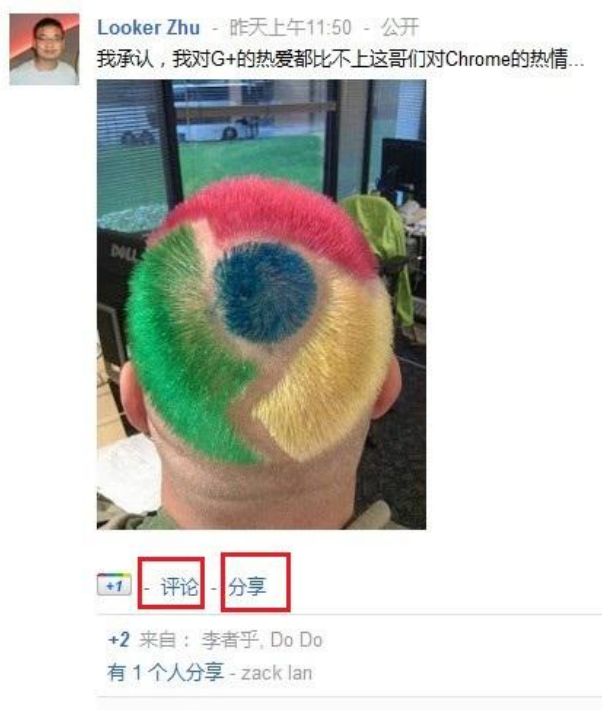 Looker Zhu - 昨天上午11:50 - 公开
我承认，我对G+的热爱都比不上这哥们对Chrome的热情...
DELL
+1 - 评论 - 分享
+2 来自： 李者乎, Do Do
有 1 个人分享 - zack lan